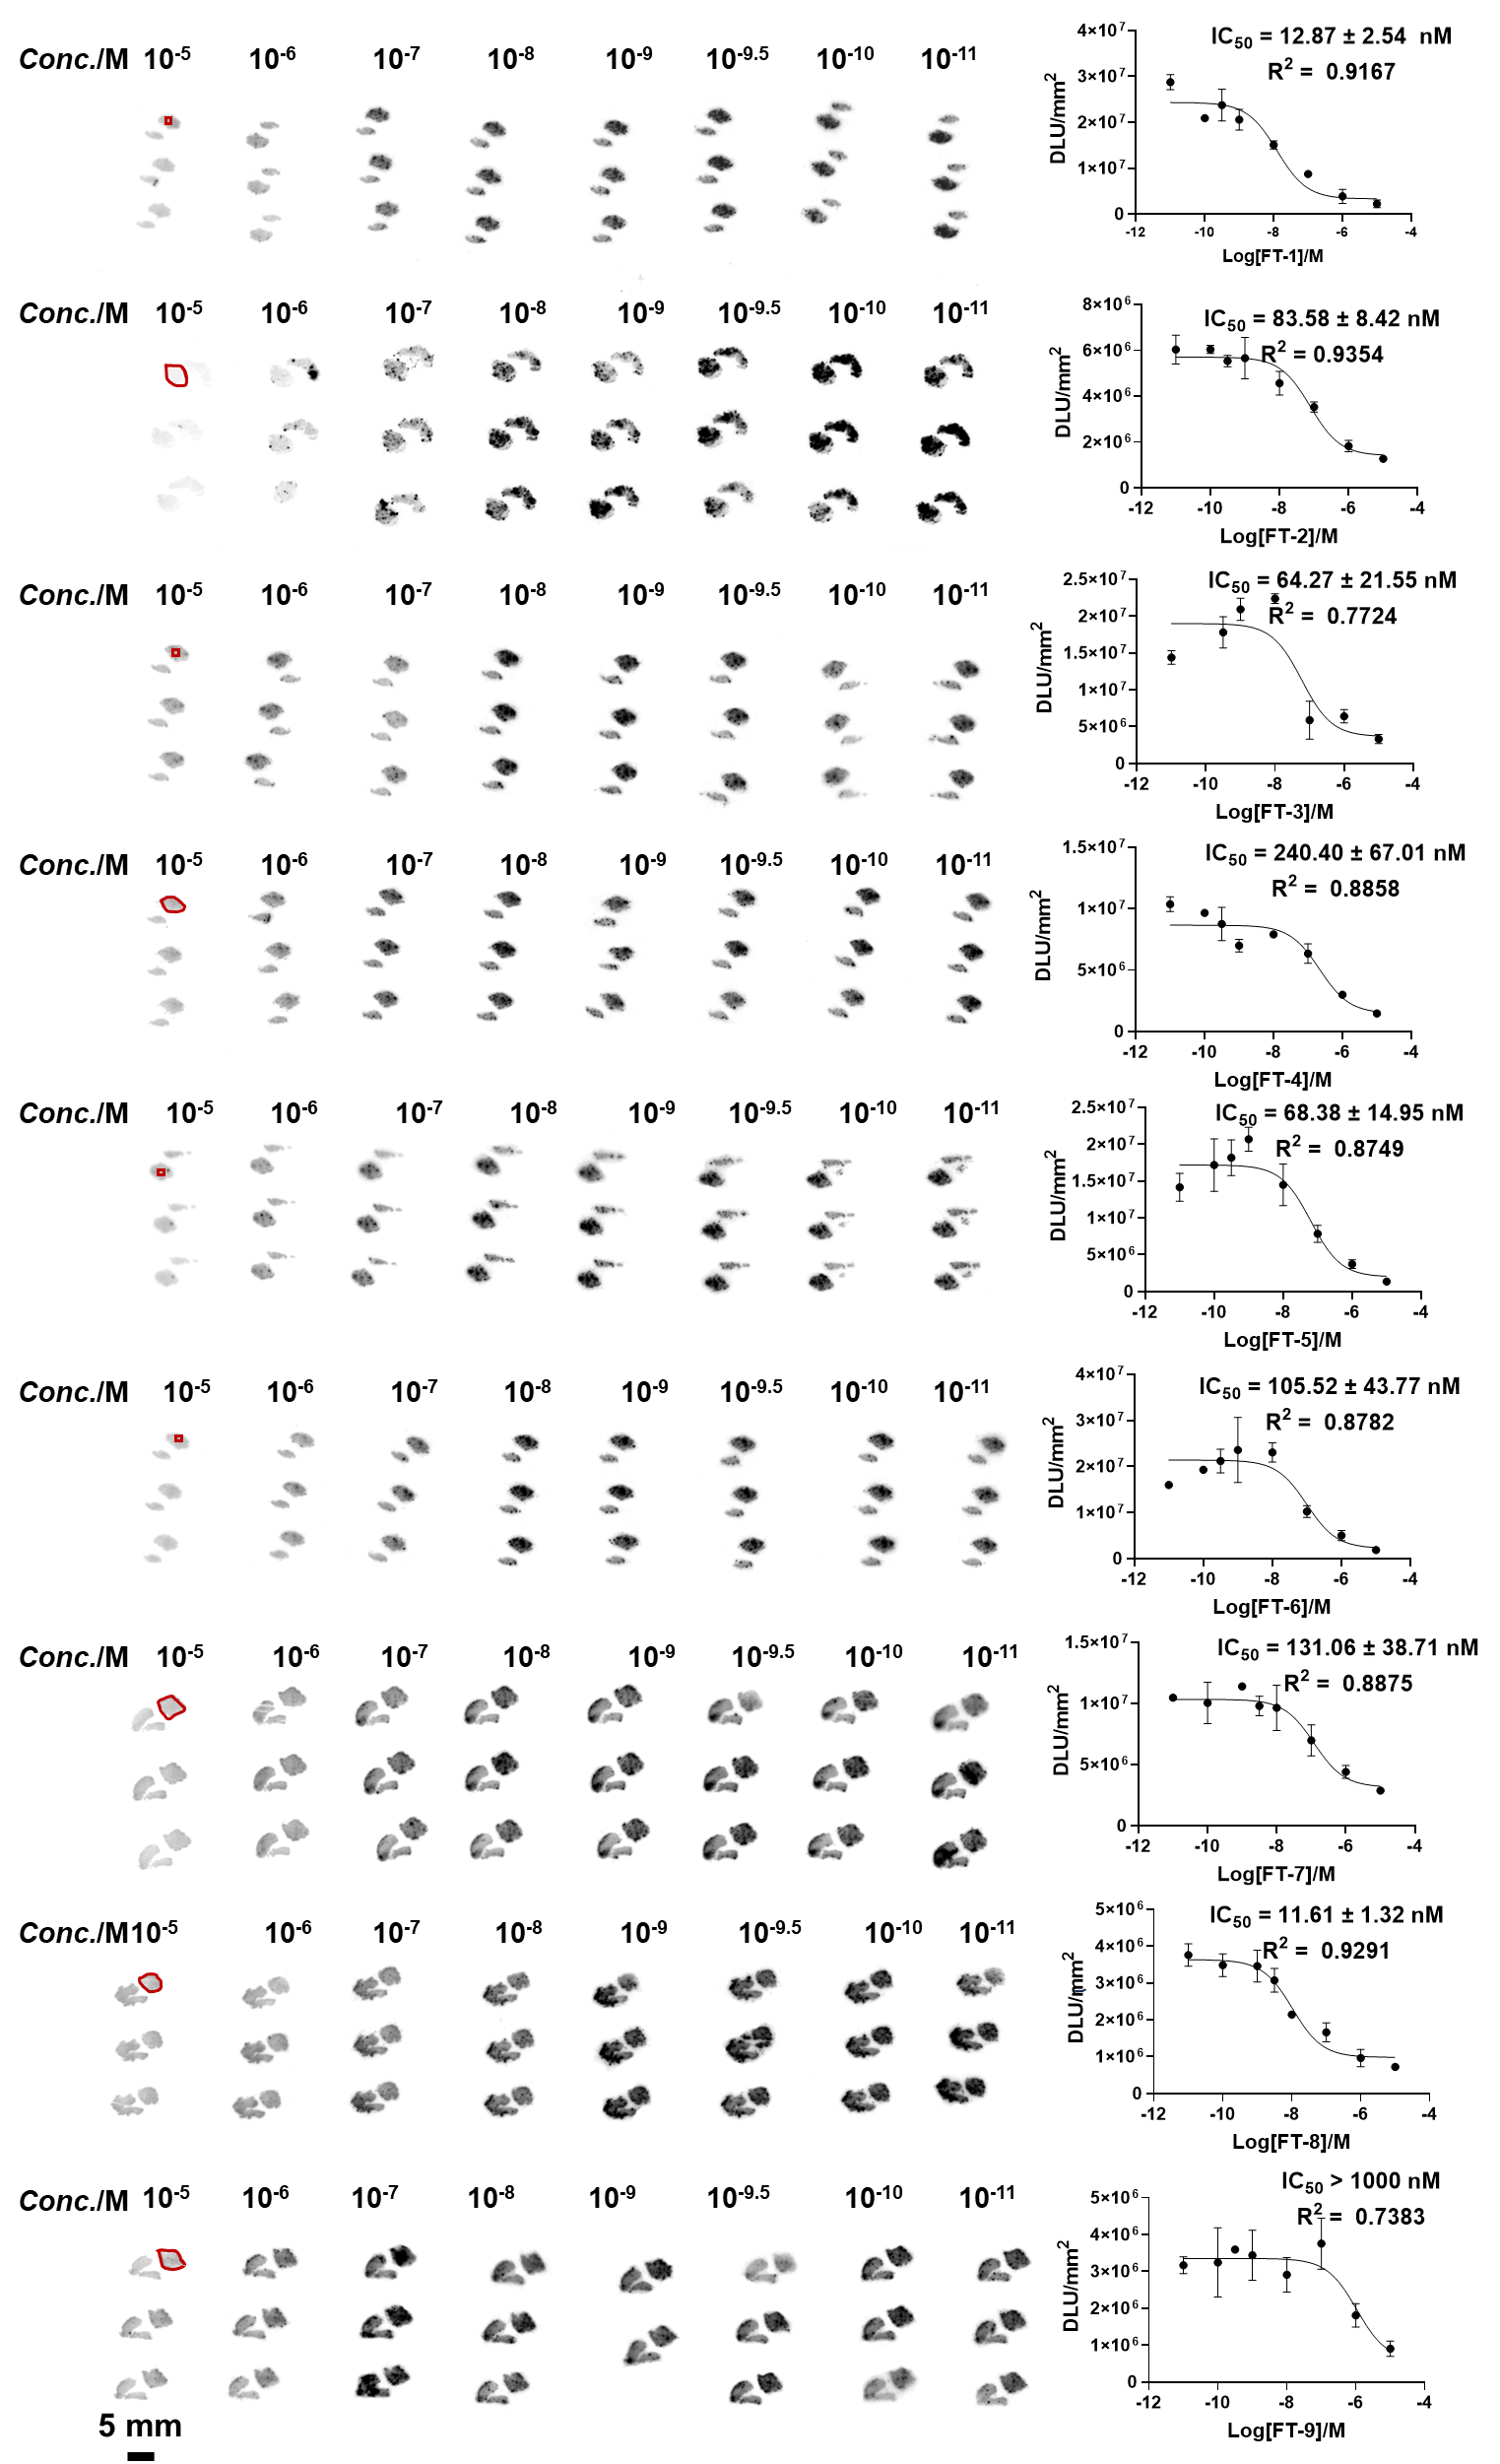 Conc./M 10⁻⁵ 10⁻⁶ 10⁻⁷ 10⁻⁸ 10⁻⁹ 10⁻⁹·⁵ 10⁻¹⁰ 10⁻¹¹
IC₅₀ = 12.87 ± 2.54 nM
R² = 0.9167
DLU/mm²
4×10⁷
3×10⁷
2×10⁷
1×10⁷
0
-12 -10 -8 -6 -4
Log[FT-1]/M
Conc./M 10⁻⁵ 10⁻⁶ 10⁻⁷ 10⁻⁸ 10⁻⁹ 10⁻⁹·⁵ 10⁻¹⁰ 10⁻¹¹
IC₅₀ = 83.58 ± 8.42 nM
R² = 0.9354
DLU/mm²
8×10⁶
6×10⁶
4×10⁶
2×10⁶
0
-12 -10 -8 -6 -4
Log[FT-2]/M
Conc./M 10⁻⁵ 10⁻⁶ 10⁻⁷ 10⁻⁸ 10⁻⁹ 10⁻⁹·⁵ 10⁻¹⁰ 10⁻¹¹
IC₅₀ = 64.27 ± 21.55 nM
R² = 0.7724
DLU/mm²
2.5×10⁷
2×10⁷
1.5×10⁷
1×10⁷
5×10⁶
0
-12 -10 -8 -6 -4
Log[FT-3]/M
Conc./M 10⁻⁵ 10⁻⁶ 10⁻⁷ 10⁻⁸ 10⁻⁹ 10⁻⁹·⁵ 10⁻¹⁰ 10⁻¹¹
IC₅₀ = 240.40 ± 67.01 nM
R² = 0.8858
DLU/mm²
1.5×10⁷
1×10⁷
5×10⁶
0
-12 -10 -8 -6 -4
Log[FT-4]/M
Conc./M 10⁻⁵ 10⁻⁶ 10⁻⁷ 10⁻⁸ 10⁻⁹ 10⁻⁹·⁵ 10⁻¹⁰ 10⁻¹¹
IC₅₀ = 68.38 ± 14.95 nM
R² = 0.8749
DLU/mm²
2.5×10⁷
2×10⁷
1.5×10⁷
1×10⁷
5×10⁶
0
-12 -10 -8 -6 -4
Log[FT-5]/M
Conc./M 10⁻⁵ 10⁻⁶ 10⁻⁷ 10⁻⁸ 10⁻⁹ 10⁻⁹·⁵ 10⁻¹⁰ 10⁻¹¹
IC₅₀ = 105.52 ± 43.77 nM
R² = 0.8782
DLU/mm²
4×10⁷
3×10⁷
2×10⁷
1×10⁷
0
-12 -10 -8 -6 -4
Log[FT-6]/M
Conc./M 10⁻⁵ 10⁻⁶ 10⁻⁷ 10⁻⁸ 10⁻⁹ 10⁻⁹·⁵ 10⁻¹⁰ 10⁻¹¹
IC₅₀ = 131.06 ± 38.71 nM
R² = 0.8875
DLU/mm²
1.5×10⁷
1×10⁷
5×10⁶
0
-12 -10 -8 -6 -4
Log[FT-7]/M
Conc./M 10⁻⁵ 10⁻⁶ 10⁻⁷ 10⁻⁸ 10⁻⁹ 10⁻⁹·⁵ 10⁻¹⁰ 10⁻¹¹
IC₅₀ = 11.61 ± 1.32 nM
R² = 0.9291
DLU/mm²
5×10⁶
4×10⁶
3×10⁶
2×10⁶
1×10⁶
0
-12 -10 -8 -6 -4
Log[FT-8]/M
Conc./M 10⁻⁵ 10⁻⁶ 10⁻⁷ 10⁻⁸ 10⁻⁹ 10⁻⁹·⁵ 10⁻¹⁰ 10⁻¹¹
IC₅₀ > 1000 nM
R² = 0.7383
DLU/mm²
5×10⁶
4×10⁶
3×10⁶
2×10⁶
1×10⁶
0
-12 -10 -8 -6 -4
Log[FT-9]/M
5 mm